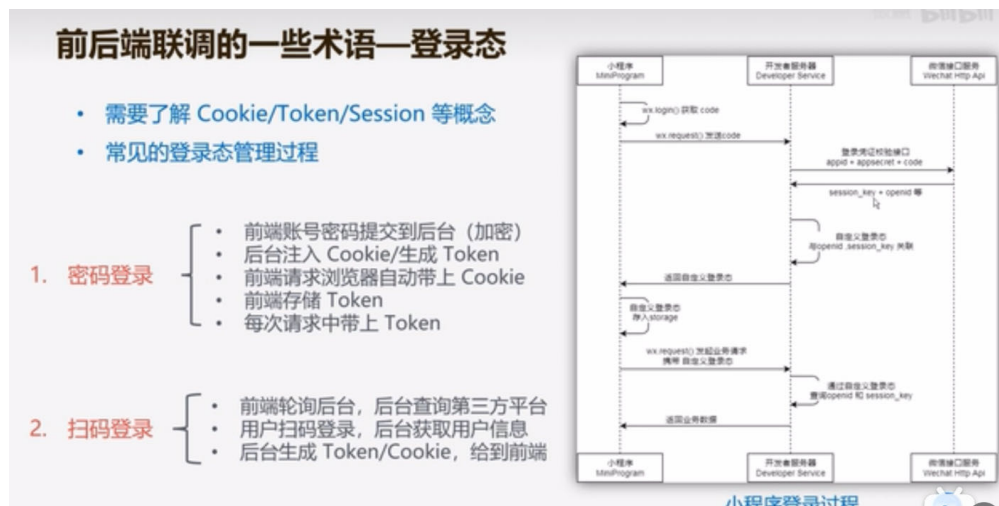 前后端联调的一些术语—登录态
• 需要了解 Cookie/Token/Session 等概念
• 常见的登录态管理过程
1. 密码登录
• 前端账号密码提交到后台（加密）
• 后台注入 Cookie/生成 Token
• 前端请求浏览器自动带上 Cookie
• 前端存储 Token
• 每次请求中带上 Token
2. 扫码登录
• 前端轮询后台，后台查询第三方平台
• 用户扫码登录，后台获取用户信息
• 后台生成 Token/Cookie，给到前端
小程序
MiniProgram
开发者服务器
Developer Service
微信接口服务
Wechat Http Api
wx.login() 获取 code
wx.request() 发送code
登录凭证校验接口
appid + appsecret + code
session_key + openid 等
自定义登录态
与openid ,session_key 关联
返回自定义登录态
自定义登录态
存入storage
wx.request() 发起业务请求
携带 自定义登录态
通过自定义登录态
查询openid 和 session_key
返回业务数据
小程序
MiniProgram
开发者服务器
Developer Service
微信接口服务
Wechat Http Api
小程序登录过程